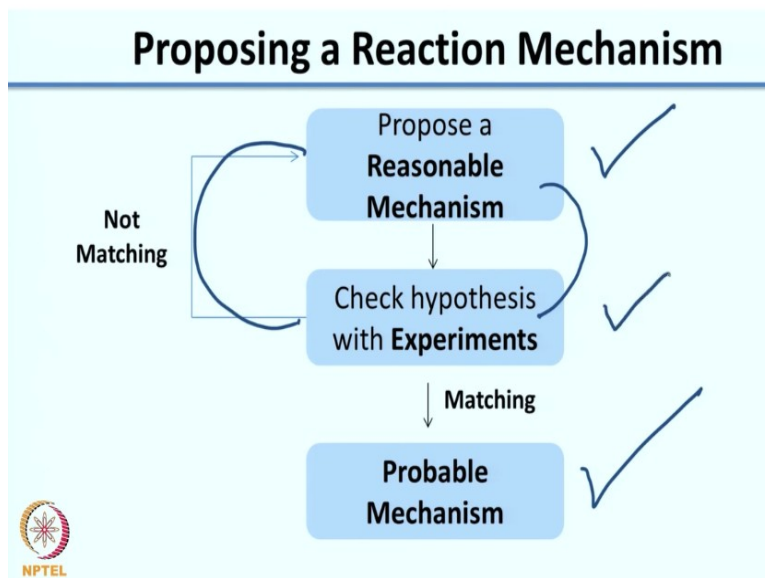 Proposing a Reaction Mechanism
Propose a
Reasonable
Mechanism
Not
Matching
Check hypothesis
with Experiments
Matching
Probable
Mechanism
NPTEL